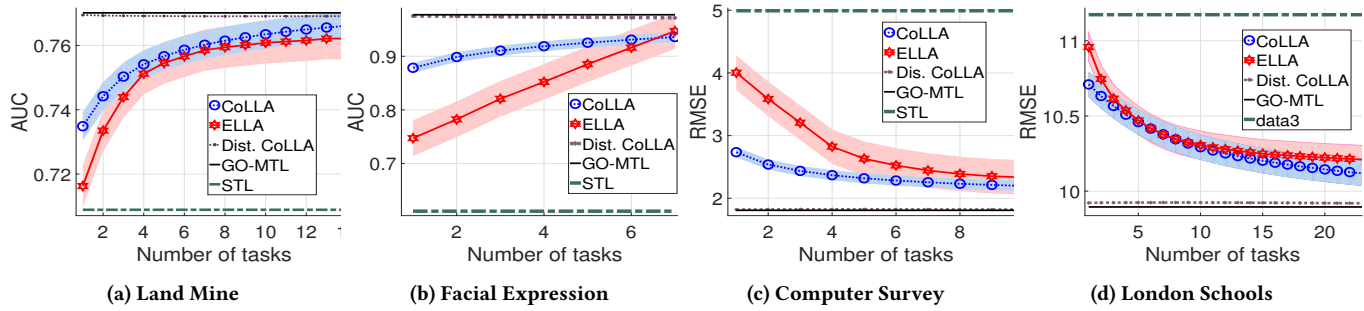 0.76
0.74
0.72
AUC
CoLLA
ELLA
Dist. CoLLA
GO-MTL
STL
2 4 6 8 10 12 1
Number of tasks
(a) Land Mine
0.9
0.8
0.7
AUC
CoLLA
ELLA
Dist. CoLLA
GO-MTL
STL
2 4 6
Number of tasks
(b) Facial Expression
5
4
3
2
RMSE
CoLLA
ELLA
Dis. CoLLA
GO-MTL
STL
2 4 6 8
Number of tasks
(c) Computer Survey
11
10.5
10
RMSE
CoLLA
ELLA
Dist. CoLLA
GO-MTL
data3
5 10 15 20
Number of tasks
(d) London Schools